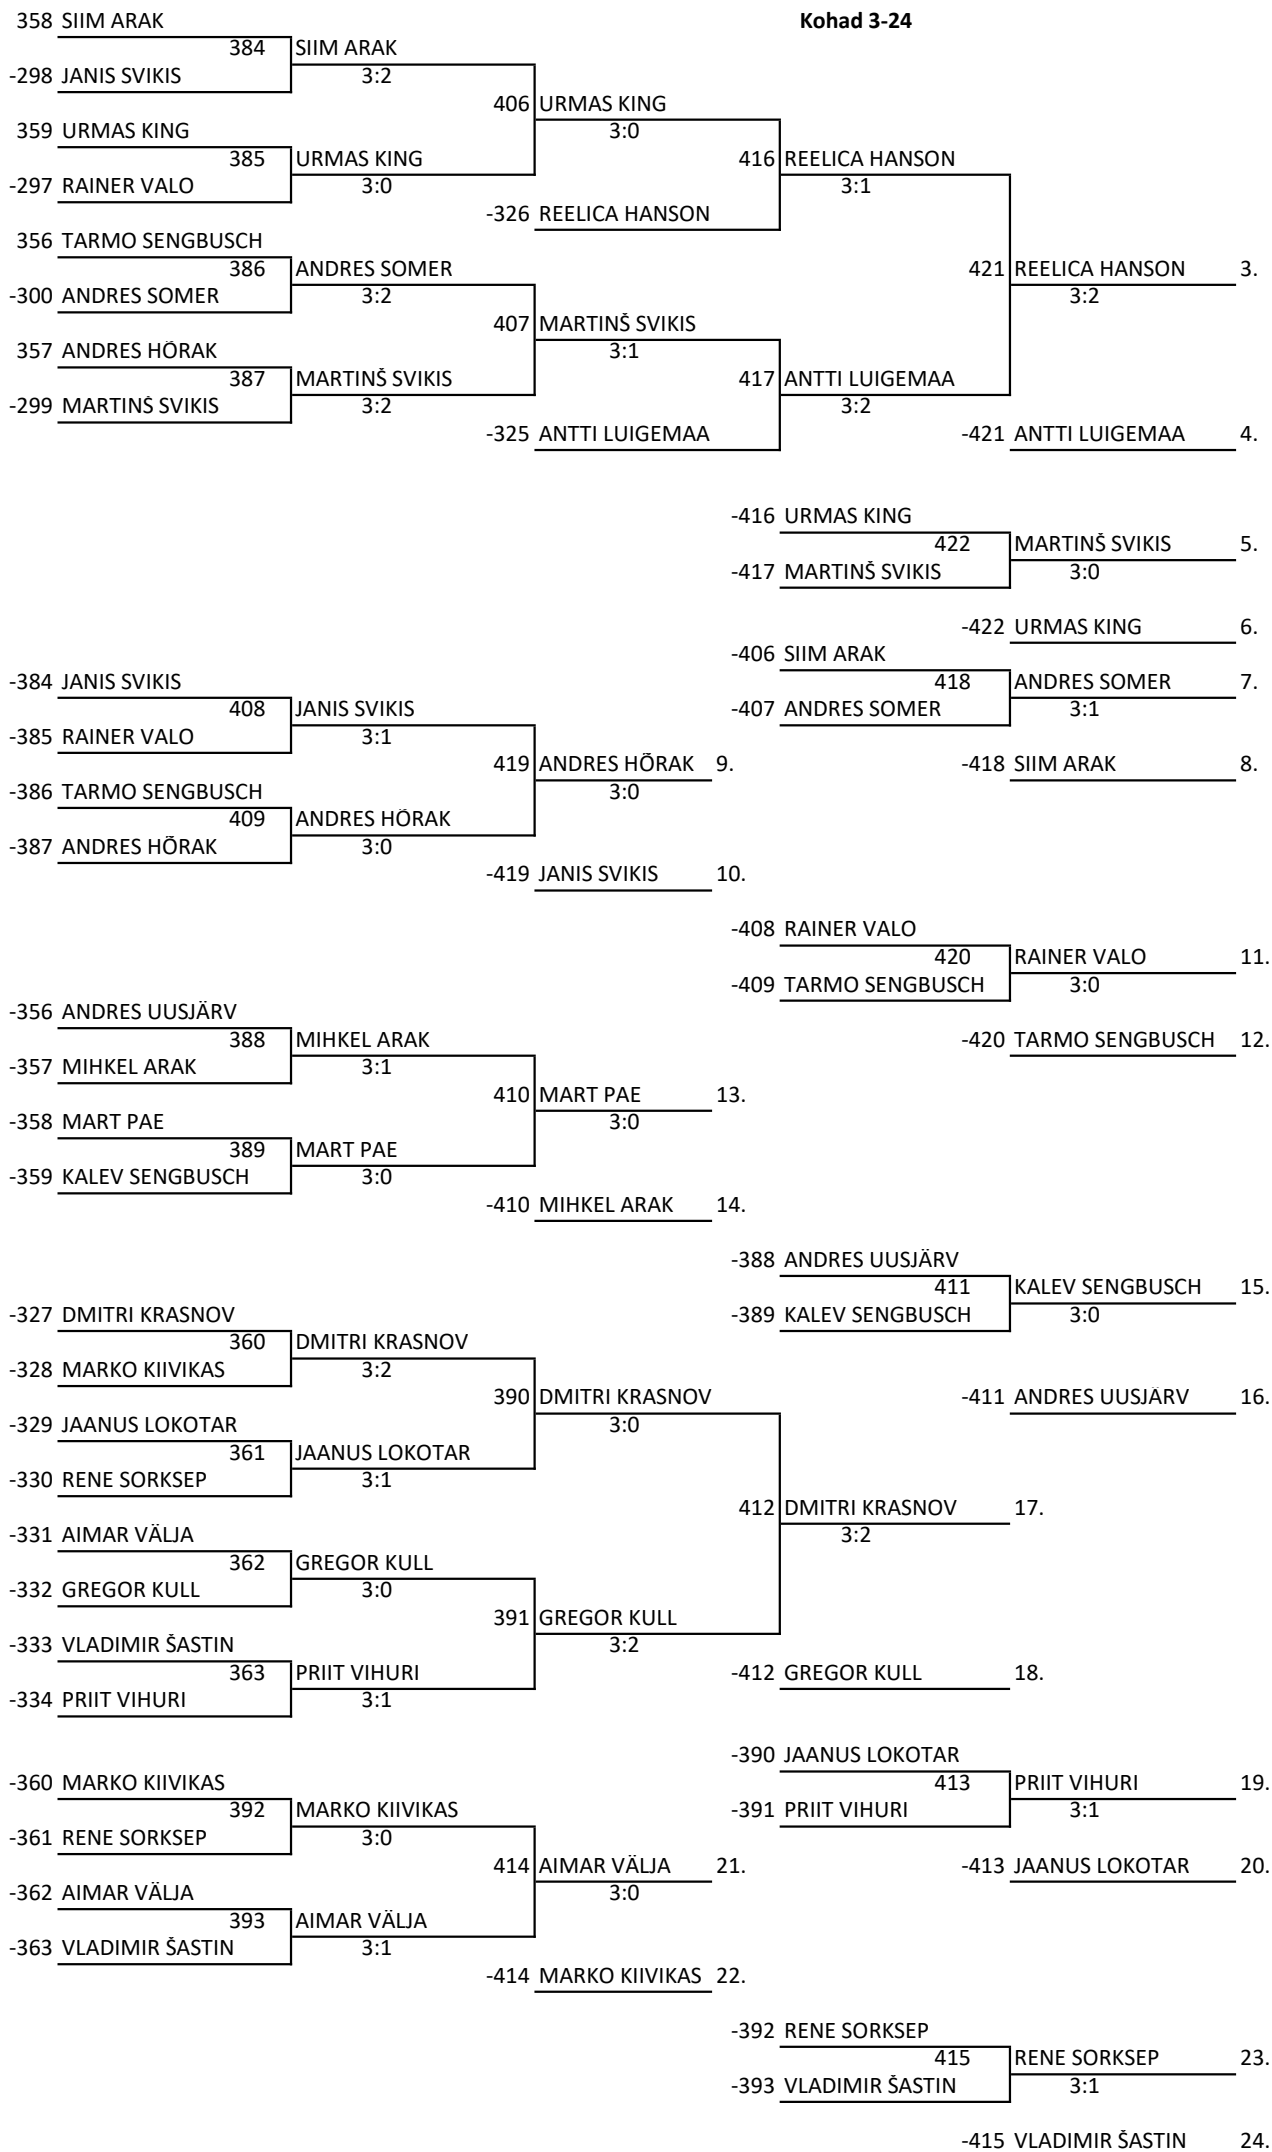 358 SIIM ARAK Kohad 3-24
384 SIIM ARAK
-298 JANIS SVIKIS 3:2
406 URMAS KING
359 URMAS KING 3:0
385 URMAS KING 416 REELICA HANSON
-297 RAINER VALO 3:0 3:1
-326 REELICA HANSON
356 TARMO SENGBUSCH
386 ANDRES SOMER 421 REELICA HANSON 3.
-300 ANDRES SOMER 3:2 3:2
407 MARTINŠ SVIKIS
357 ANDRES HÕRAK 3:1
387 MARTINŠ SVIKIS 417 ANTTI LUIGEMAA
-299 MARTINŠ SVIKIS 3:2 3:2
-325 ANTTI LUIGEMAA -421 ANTTI LUIGEMAA 4.
-416 URMAS KING
422 MARTINŠ SVIKIS 5.
-417 MARTINŠ SVIKIS 3:0
-422 URMAS KING 6.
-406 SIIM ARAK
-384 JANIS SVIKIS 418 ANDRES SOMER 7.
408 JANIS SVIKIS -407 ANDRES SOMER 3:1
-385 RAINER VALO 3:1
419 ANDRES HÕRAK 9. -418 SIIM ARAK 8.
-386 TARMO SENGBUSCH 3:0
409 ANDRES HÕRAK
-387 ANDRES HÕRAK 3:0
-419 JANIS SVIKIS 10.
-408 RAINER VALO
420 RAINER VALO 11.
-409 TARMO SENGBUSCH 3:0
-356 ANDRES UUSJÄRV
388 MIHKEL ARAK -420 TARMO SENGBUSCH 12.
-357 MIHKEL ARAK 3:1
410 MART PAE 13.
-358 MART PAE 3:0
389 MART PAE
-359 KALEV SENGBUSCH 3:0
-410 MIHKEL ARAK 14.
-388 ANDRES UUSJÄRV
411 KALEV SENGBUSCH 15.
-327 DMITRI KRASNOV -389 KALEV SENGBUSCH 3:0
360 DMITRI KRASNOV
-328 MARKO KIIVIKAS 3:2
390 DMITRI KRASNOV -411 ANDRES UUSJÄRV 16.
-329 JAANUS LOKOTAR 3:0
361 JAANUS LOKOTAR
-330 RENE SORKSEP 3:1
412 DMITRI KRASNOV 17.
-331 AIMAR VÄLJA 3:2
362 GREGOR KULL
-332 GREGOR KULL 3:0
391 GREGOR KULL
-333 VLADIMIR ŠASTIN 3:2
363 PRIIT VIHURI -412 GREGOR KULL 18.
-334 PRIIT VIHURI 3:1
-390 JAANUS LOKOTAR
-360 MARKO KIIVIKAS 413 PRIIT VIHURI 19.
392 MARKO KIIVIKAS -391 PRIIT VIHURI 3:1
-361 RENE SORKSEP 3:0
414 AIMAR VÄLJA 21. -413 JAANUS LOKOTAR 20.
-362 AIMAR VÄLJA 3:0
393 AIMAR VÄLJA
-363 VLADIMIR ŠASTIN 3:1
-414 MARKO KIIVIKAS 22.
-392 RENE SORKSEP
415 RENE SORKSEP 23.
-393 VLADIMIR ŠASTIN 3:1
-415 VLADIMIR ŠASTIN 24.